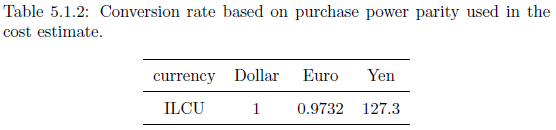 Table 5.1.2: Conversion rate based on purchase power parity used in the
cost estimate.
currency Dollar Euro Yen
ILCU 1 0.9732 127.3